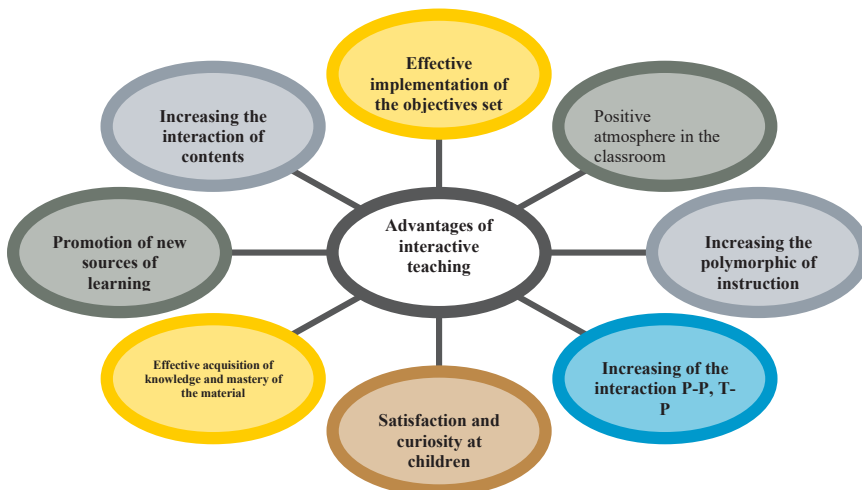 Effective
implementation of
the objectives set
Positive
atmosphere in the
classroom
Increasing the
polymorphic of
instruction
Increasing of the
interaction P-P, T-
P
Satisfaction and
curiosity at
children
Effective acquisition of
knowledge and mastery of
the material
Promotion of new
sources of
learning
Increasing the
interaction of
contents
Advantages of
interactive
teaching